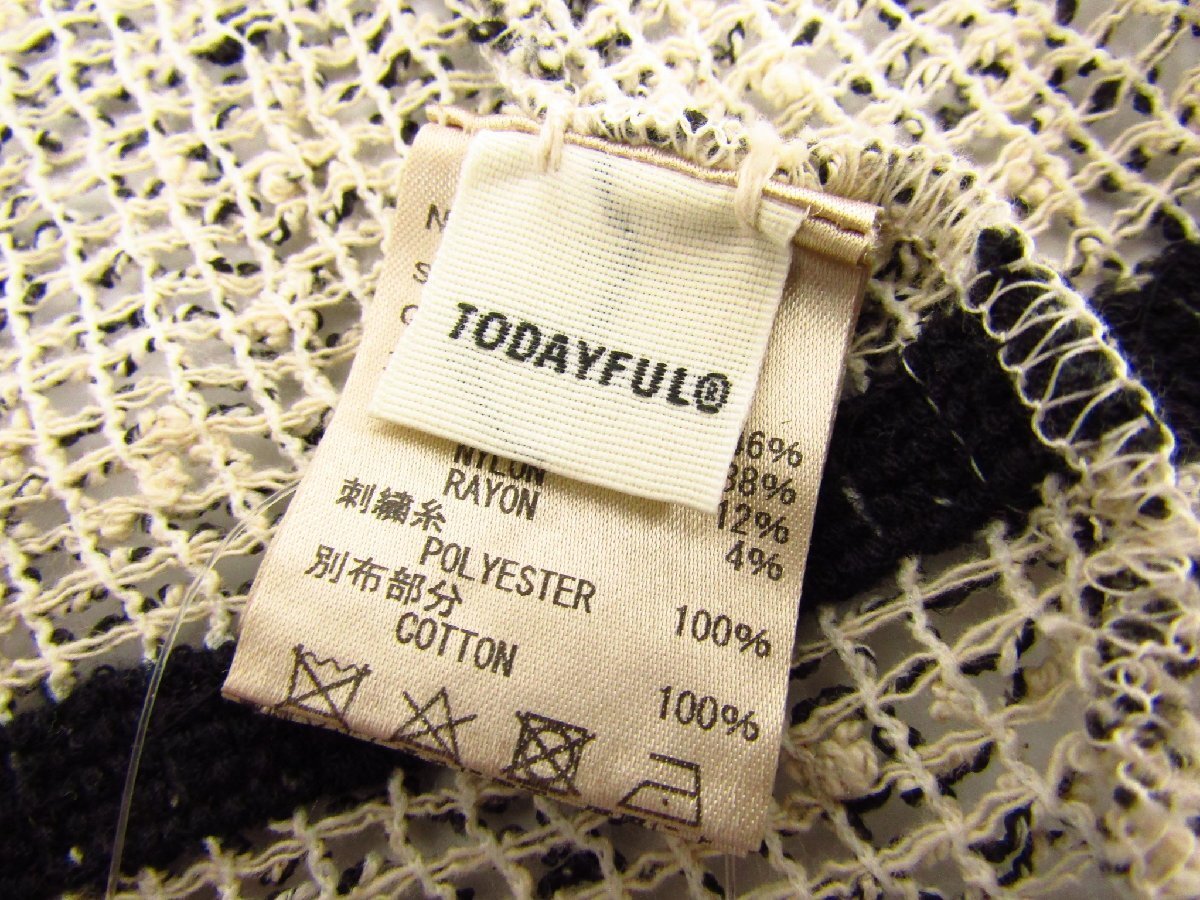 TODAYFUL®
NYLON 12%
RAYON 4%
刺繍糸
POLYESTER 100%
別布部分
COTTON 100%